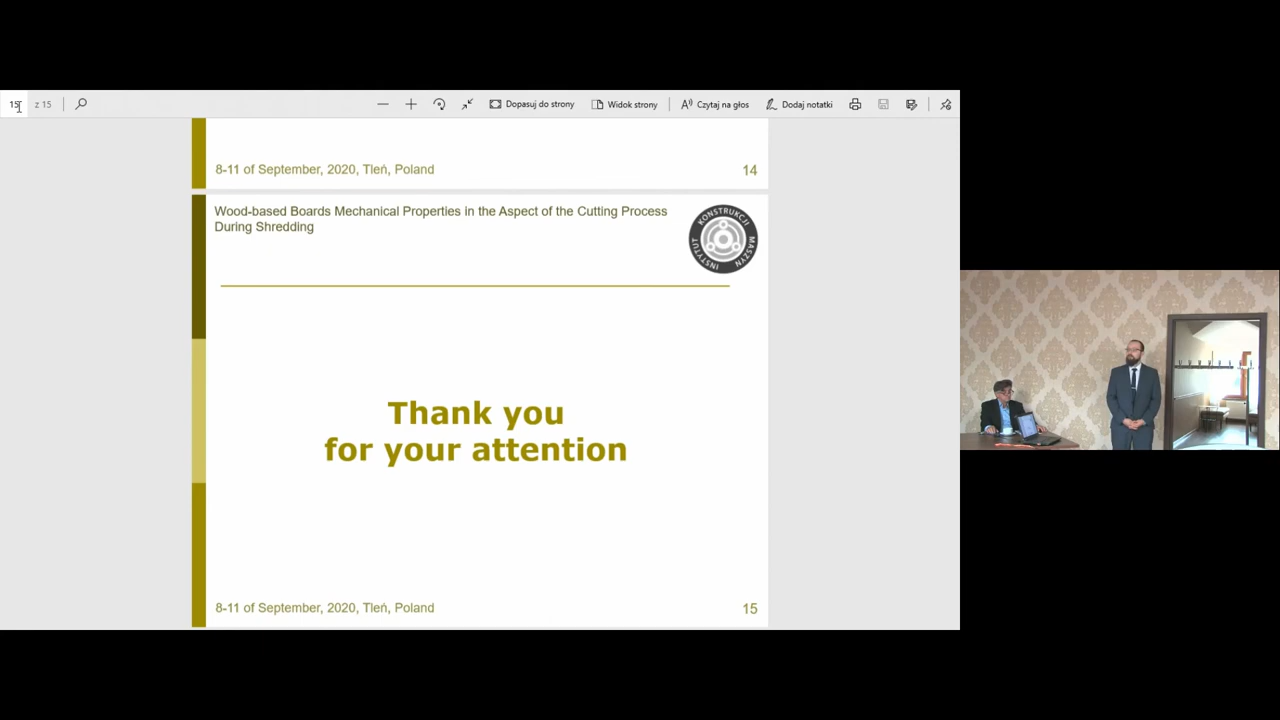 15
z 15
Dopasuj do strony
Widok strony
Czytaj na głos
Dodaj notatki
8-11 of September, 2020, Tleń, Poland
14
Wood-based Boards Mechanical Properties in the Aspect of the Cutting Process
During Shredding
INSTYTUT KONSTRUKCJI MASZYN
Thank you
for your attention
8-11 of September, 2020, Tleń, Poland
15